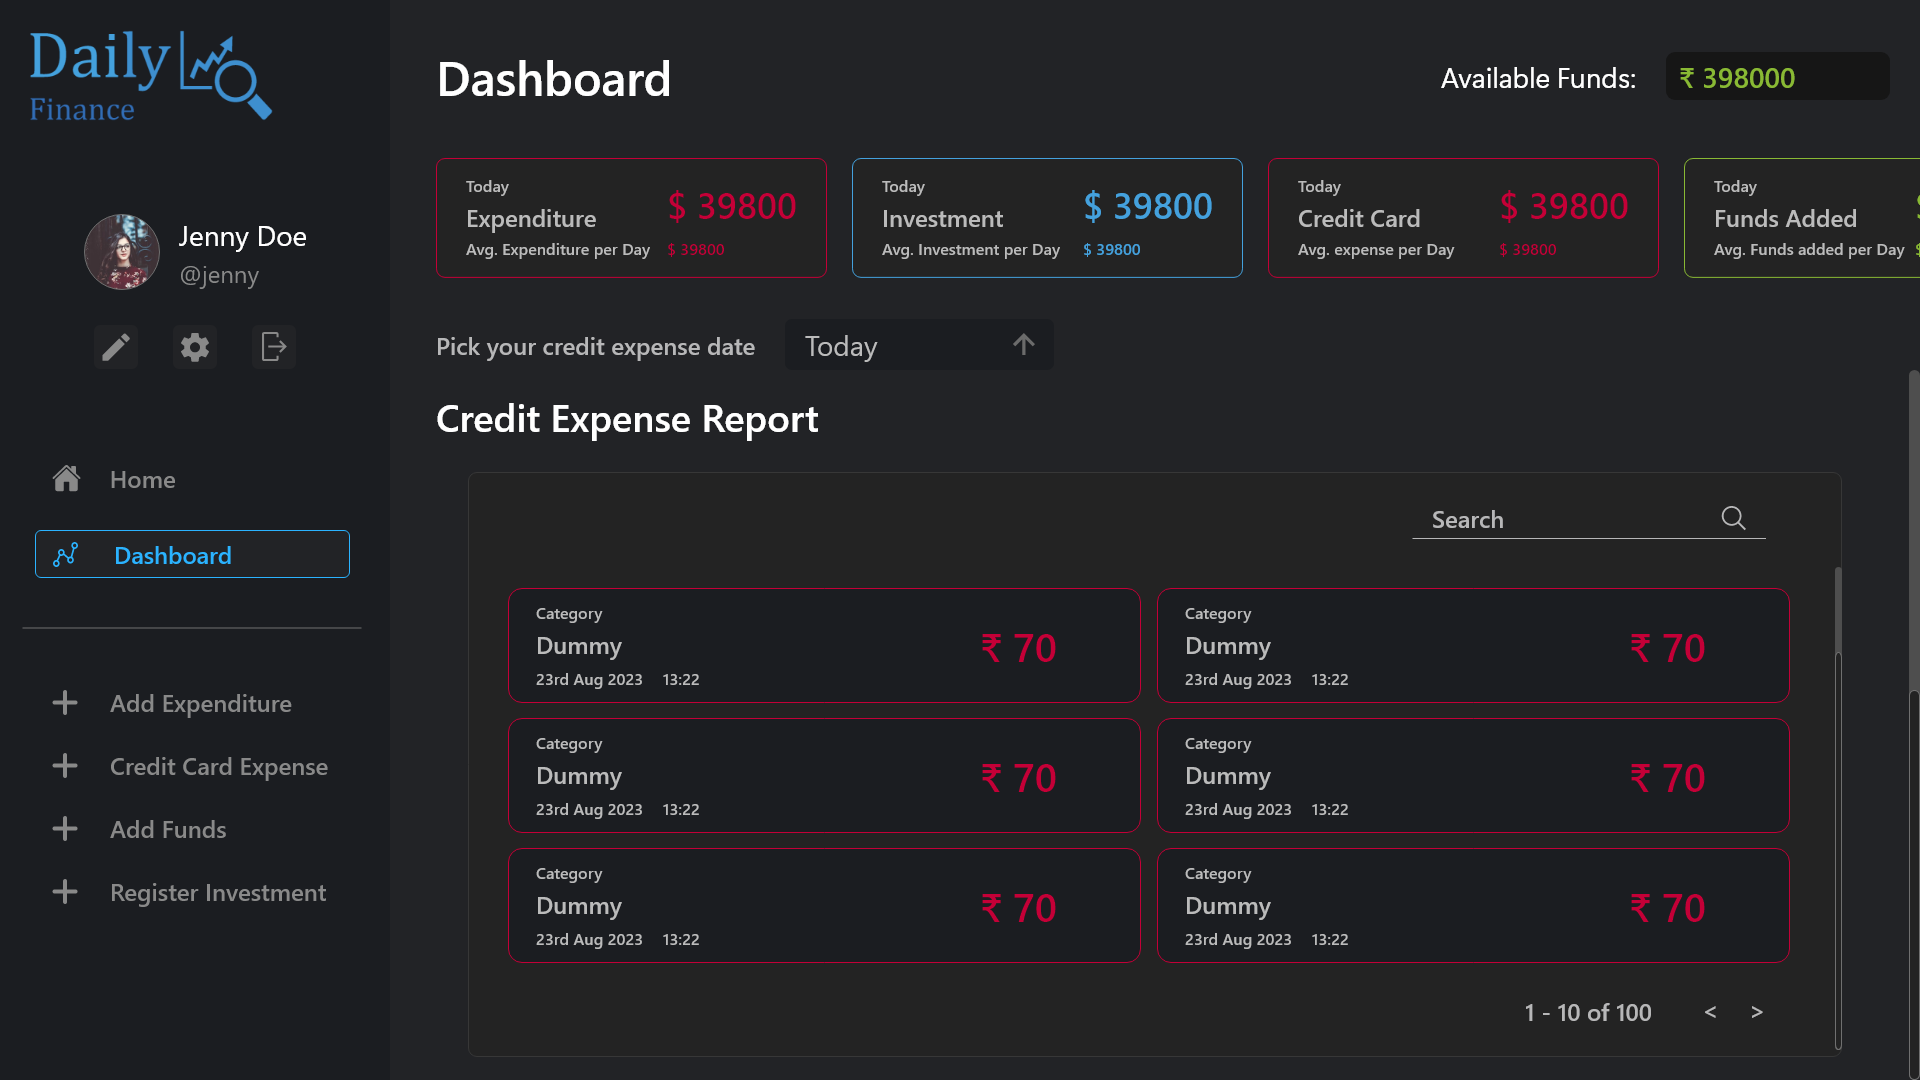 Daily
Finance
Jenny Doe
@jenny
Home
Dashboard
Add Expenditure
Credit Card Expense
Add Funds
Register Investment
Dashboard
Available Funds:
₹ 398000
Today
Expenditure
$ 39800
Avg. Expenditure per Day
$ 39800
Today
Investment
$ 39800
Avg. Investment per Day
$ 39800
Today
Credit Card
$ 39800
Avg. expense per Day
$ 39800
Today
Funds Added
Avg. Funds added per Day
Pick your credit expense date
Today
Credit Expense Report
Search
Category
Dummy
₹ 70
23rd Aug 2023 13:22
Category
Dummy
₹ 70
23rd Aug 2023 13:22
Category
Dummy
₹ 70
23rd Aug 2023 13:22
Category
Dummy
₹ 70
23rd Aug 2023 13:22
Category
Dummy
₹ 70
23rd Aug 2023 13:22
Category
Dummy
₹ 70
23rd Aug 2023 13:22
1 - 10 of 100 < >